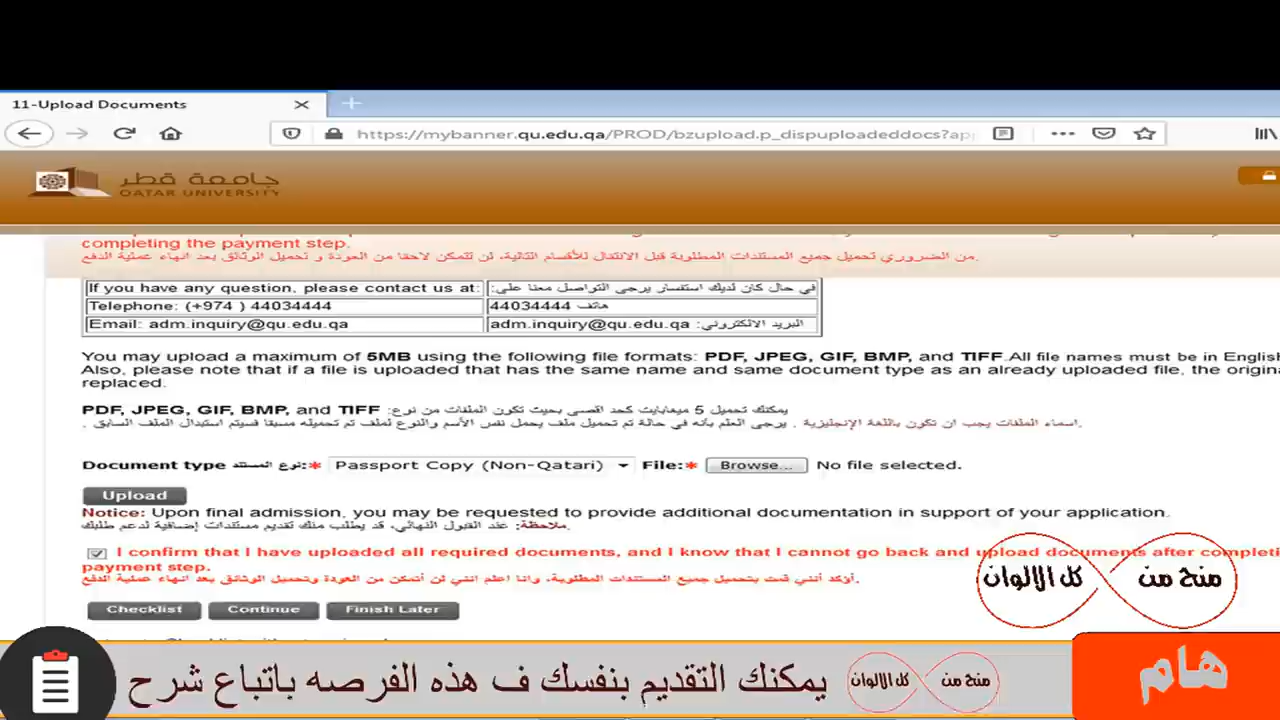 11-Upload Documents
https://mybanner.qu.edu.qa/PROD/bzupload.p_dispuploadeddocs?app
جامعة قطر
QATAR UNIVERSITY
completing the payment step.
من الضروري تحميل جميع المستندات المطلوبة قبل الانتقال للأقسام التالية، لن تتمكن لاحقا من العودة و تحميل الوثائق بعد انهاء عملية الدفع.
If you have any question, please contact us at: في حال كان لديك استفسار يرجى التواصل معنا على:
Telephone: (+974 ) 44034444 هاتف 44034444
Email: adm.inquiry@qu.edu.qa البريد الالكتروني: adm.inquiry@qu.edu.qa
You may upload a maximum of 5MB using the following file formats: PDF, JPEG, GIF, BMP, and TIFF.All file names must be in English
Also, please note that if a file is uploaded that has the same name and same document type as an already uploaded file, the origina
replaced.
يمكنك تحميل 5 ميغابايت كحد اقصى بحيث تكون الملفات من نوع: PDF, JPEG, GIF, BMP, and TIFF
اسماء الملفات يجب ان تكون باللغة الإنجليزية . يرجى العلم بأنه في حالة تم تحميل ملف يحمل نفس الأسم والنوع لملف تم تحميله مسبقا فسيتم استبدال الملف السابق .
Document type نوع المستند:* Passport Copy (Non-Qatari) File:* Browse... No file selected.
Upload
Notice: Upon final admission, you may be requested to provide additional documentation in support of your application.
ملاحظة: عند القبول النهائي، قد يطلب منك تقديم مستندات إضافية لدعم طلبك.
I confirm that I have uploaded all required documents, and I know that I cannot go back and upload documents after completi
payment step.
أوكد أنني قمت بتحميل جميع المستندات المطلوبة، وانا اعلم انني لن أتمكن من العودة وتحميل الوثائق بعد انهاء عملية الدفع.
منح من كل الالوان
Checklist Continue Finish Later
هام
منح من كل الالوان
يمكنك التقديم بنفسك ف هذه الفرصه باتباع شرح